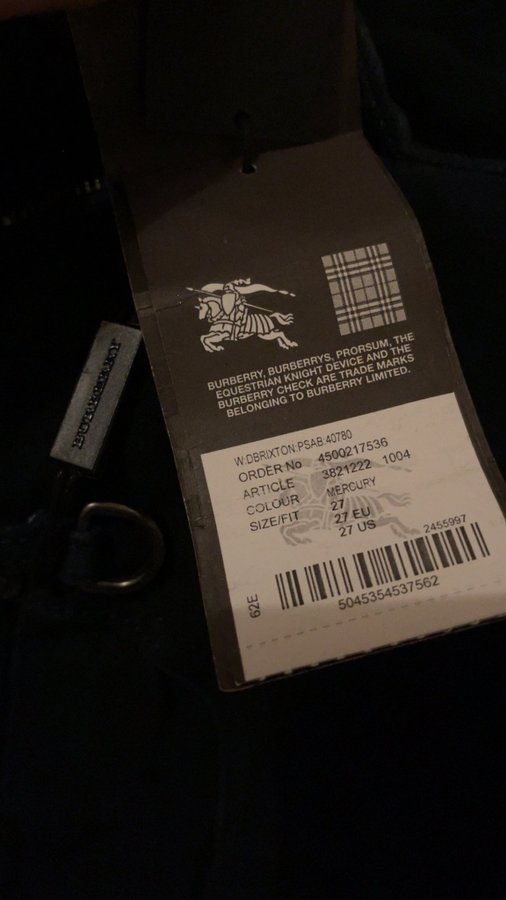 BURBERRY
BURBERRY, BURBERRYS, PRORSUM, THE
EQUESTRIAN KNIGHT DEVICE AND THE
BURBERRY CHECK ARE TRADE MARKS
BELONGING TO BURBERRY LIMITED.
W:DBRIXTON:PSAB:40780
ORDER No 4500217536
ARTICLE 3821222 1004
COLOUR MERCURY
SIZE/FIT 27
27 EU
27 US
2455997
62E
5045354537562